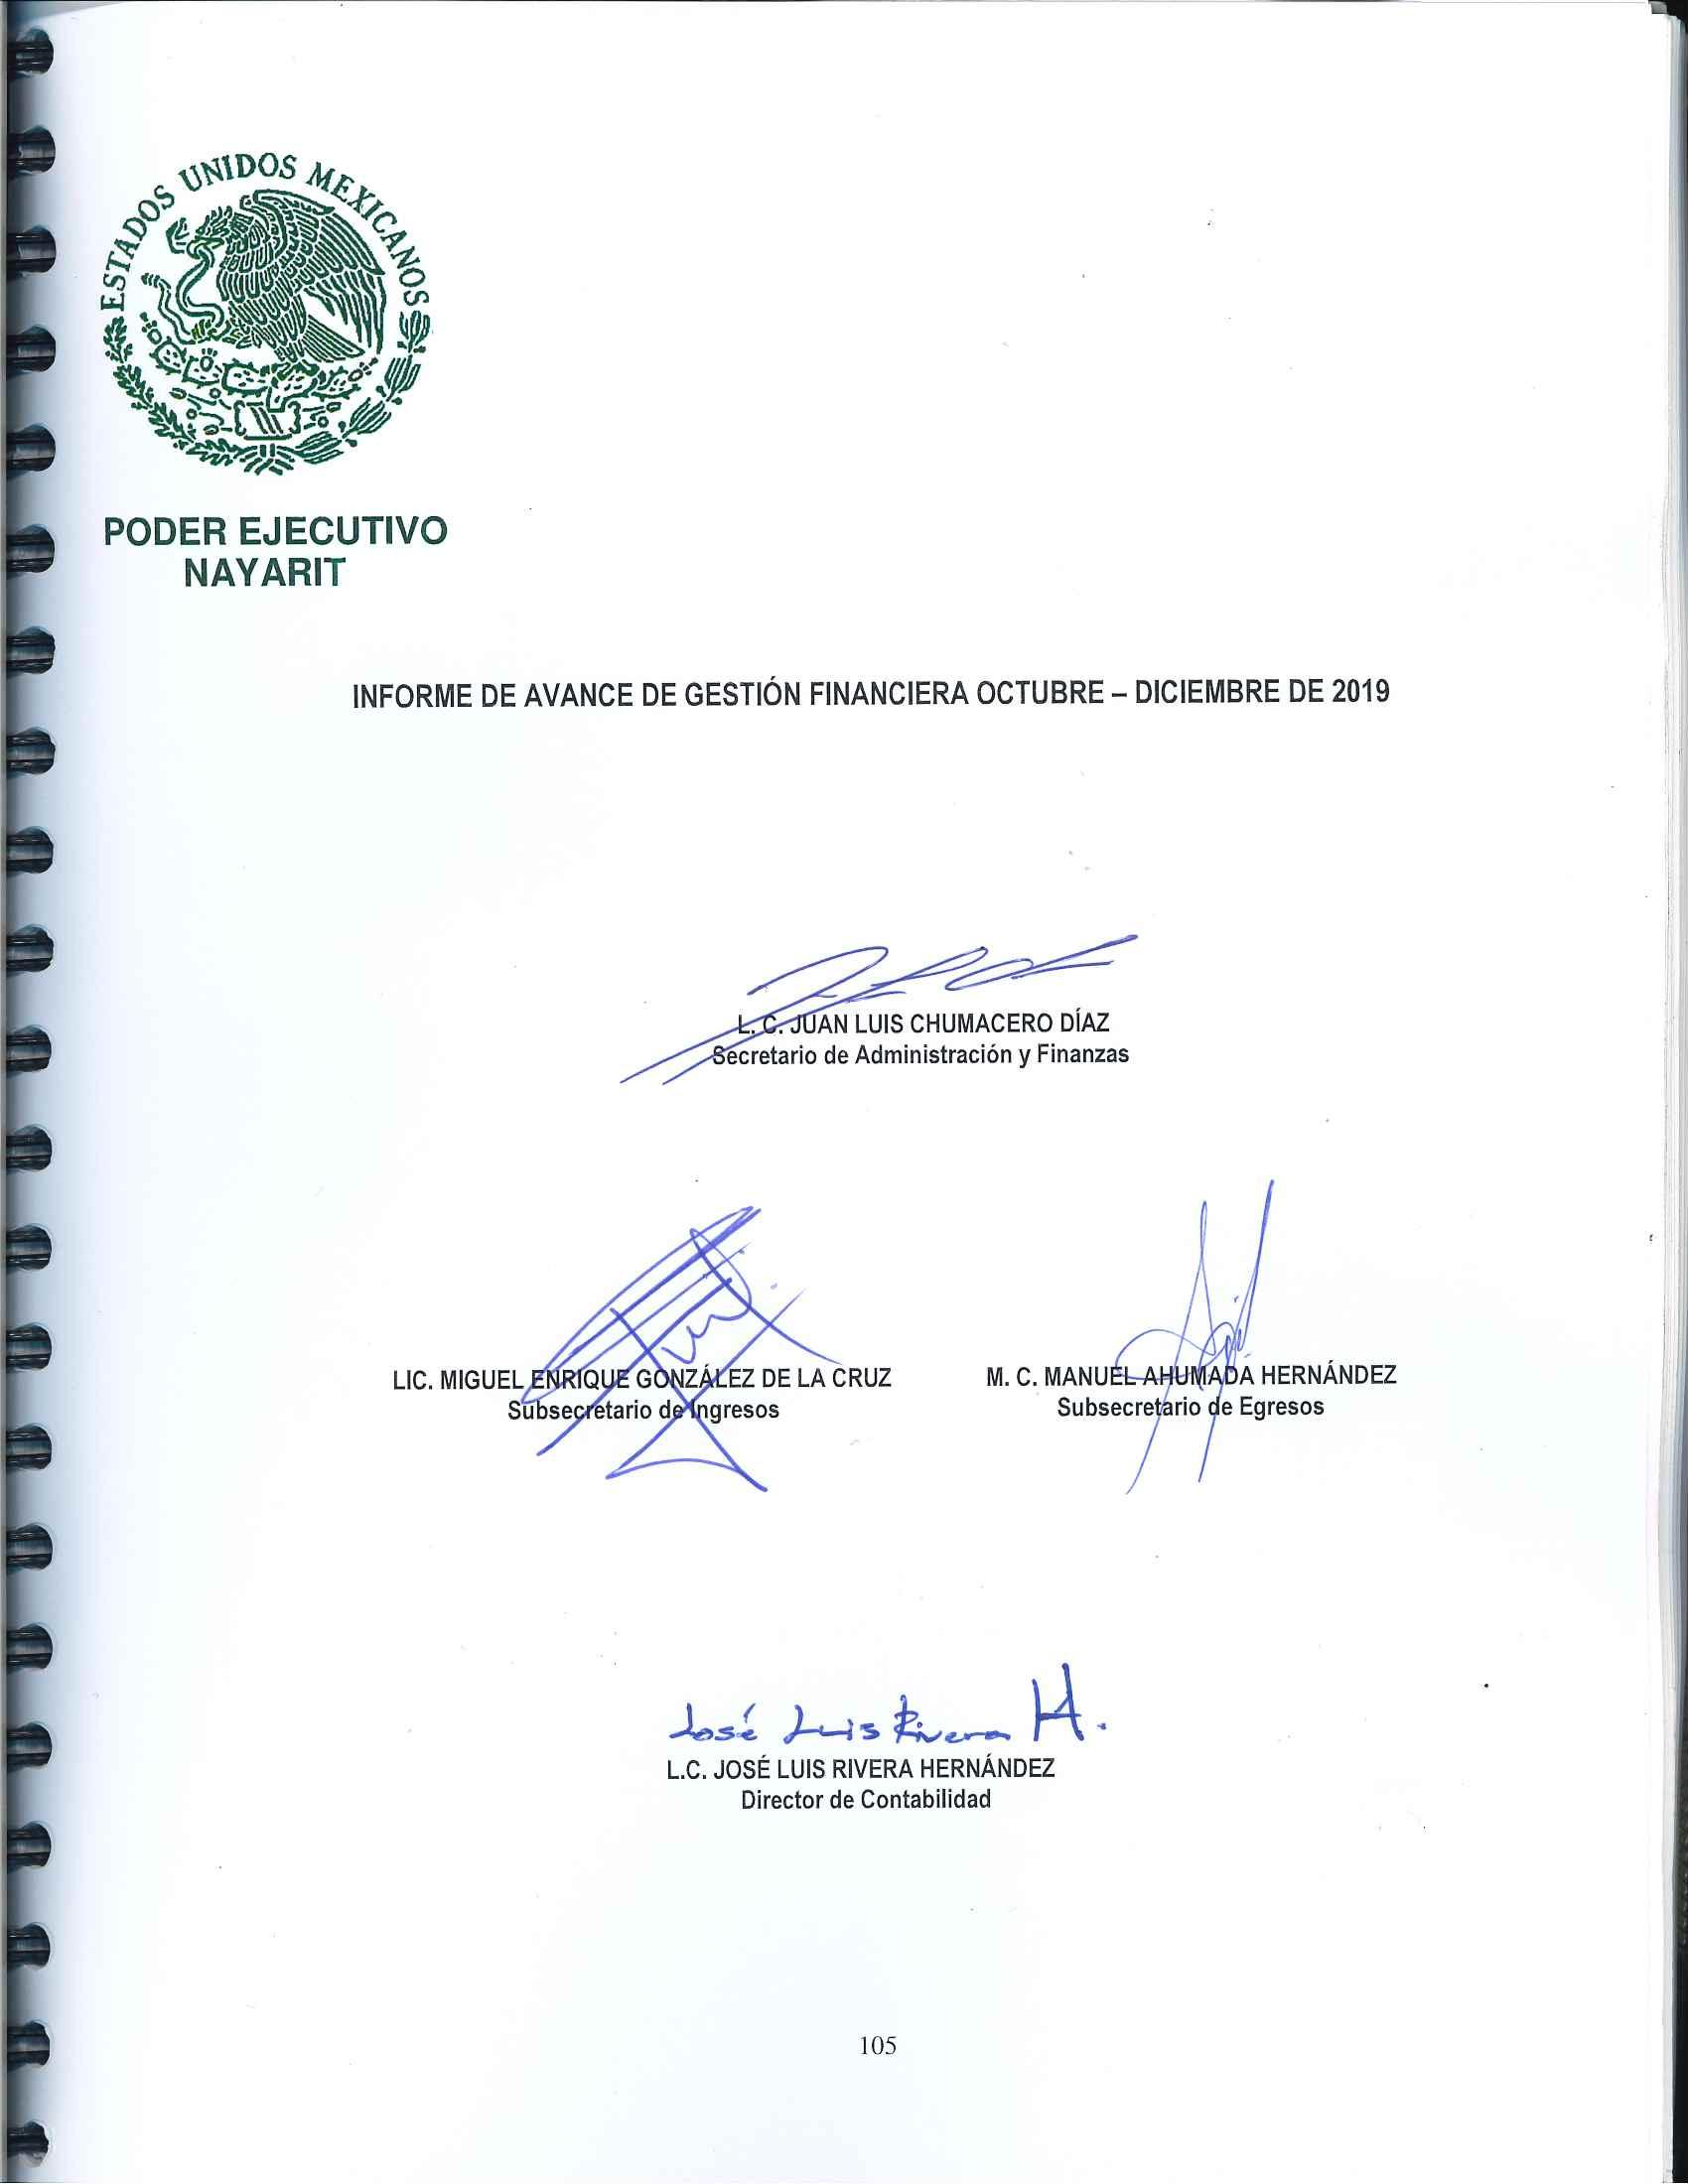 ESTADOS UNIDOS MEXICANOS
PODER EJECUTIVO
NAYARIT
INFORME DE AVANCE DE GESTIÓN FINANCIERA OCTUBRE – DICIEMBRE DE 2019
L. C. JUAN LUIS CHUMACERO DÍAZ
Secretario de Administración y Finanzas
LIC. MIGUEL ENRIQUE GONZÁLEZ DE LA CRUZ
Subsecretario de Ingresos
M. C. MANUEL AHUMADA HERNÁNDEZ
Subsecretario de Egresos
José Luis Rivera H.
L.C. JOSÉ LUIS RIVERA HERNÁNDEZ
Director de Contabilidad
105